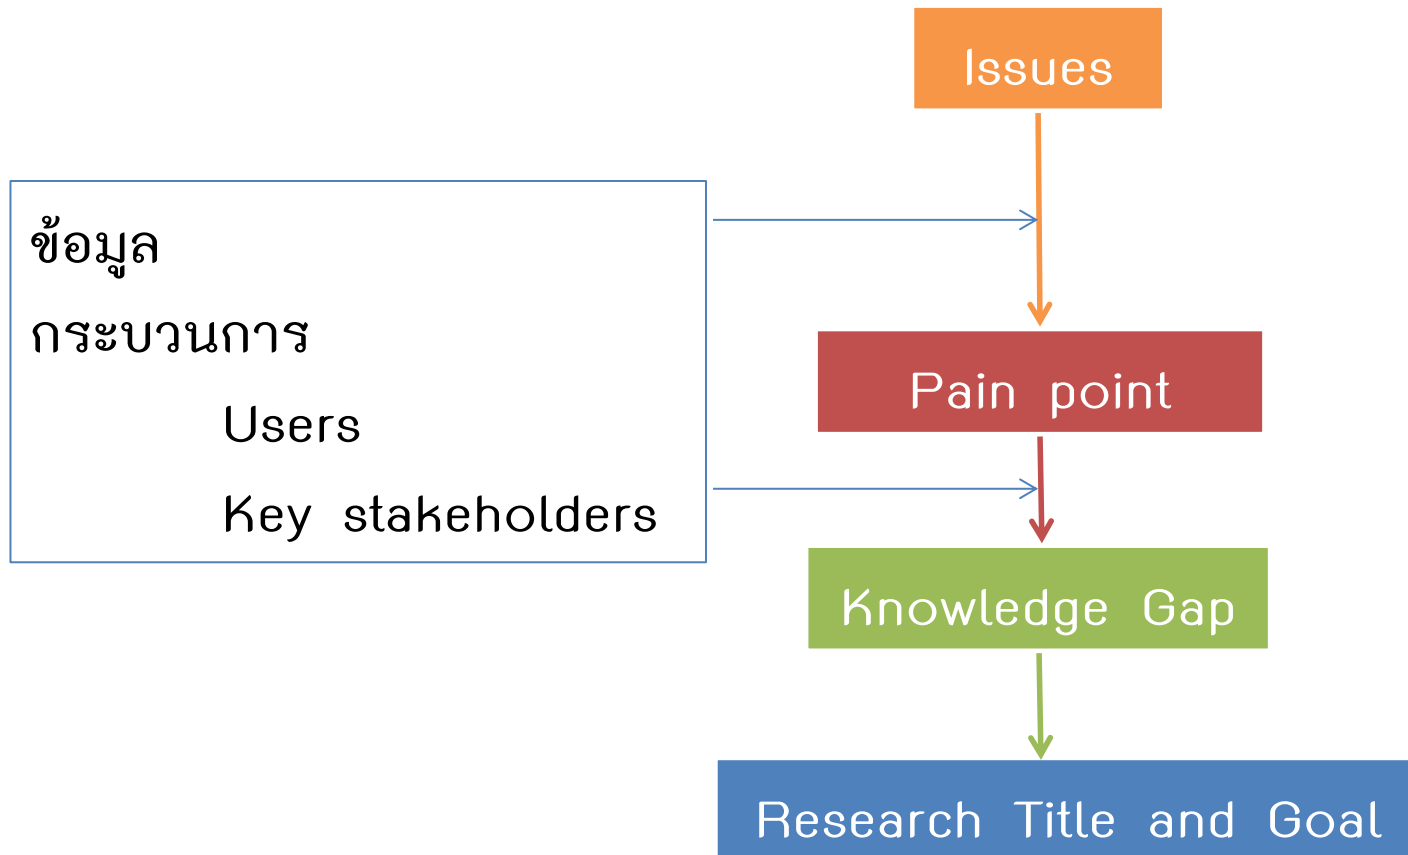 Issues
ข้อมูล
กระบวนการ
Users
Key stakeholders
Pain point
Knowledge Gap
Research Title and Goal